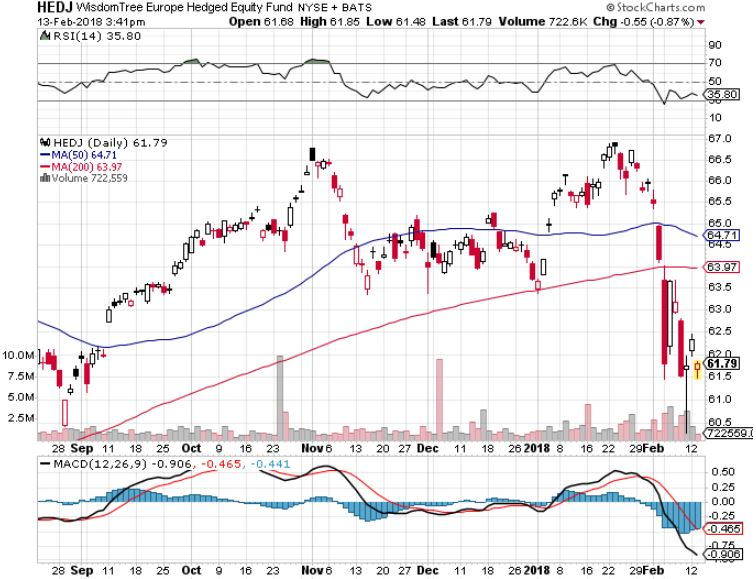 HEDJ WisdomTree Europe Hedged Equity Fund NYSE + BATS
© StockCharts.com
13-Feb-2018 3:41pm
Open 61.68 High 61.85 Low 61.48 Last 61.79 Volume 722.6K Chg -0.55 (-0.87%)
RSI(14) 35.80
90
70
50
35.80
10
HEDJ (Daily) 61.79
MA(50) 64.71
MA(200) 63.97
Volume 722,559
67.0
66.5
66.0
65.5
65.0
64.71
64.5
63.97
63.5
63.0
62.5
62.0
61.79
61.5
61.0
60.5
722559.0
10.0M
7.5M
5.0M
2.5M
28 Sep 11 18 25 Oct 9 16 23 Nov 6 13 20 27 Dec 11 18 26 2018 8 16 22 29 Feb 12
MACD(12,26,9) -0.906, -0.465, -0.441
0.50
0.25
0.00
-0.25
-0.465
-0.75
-0.906
28 Sep 11 18 25 Oct 9 16 23 Nov 6 13 20 27 Dec 11 18 26 2018 8 16 22 29 Feb 12